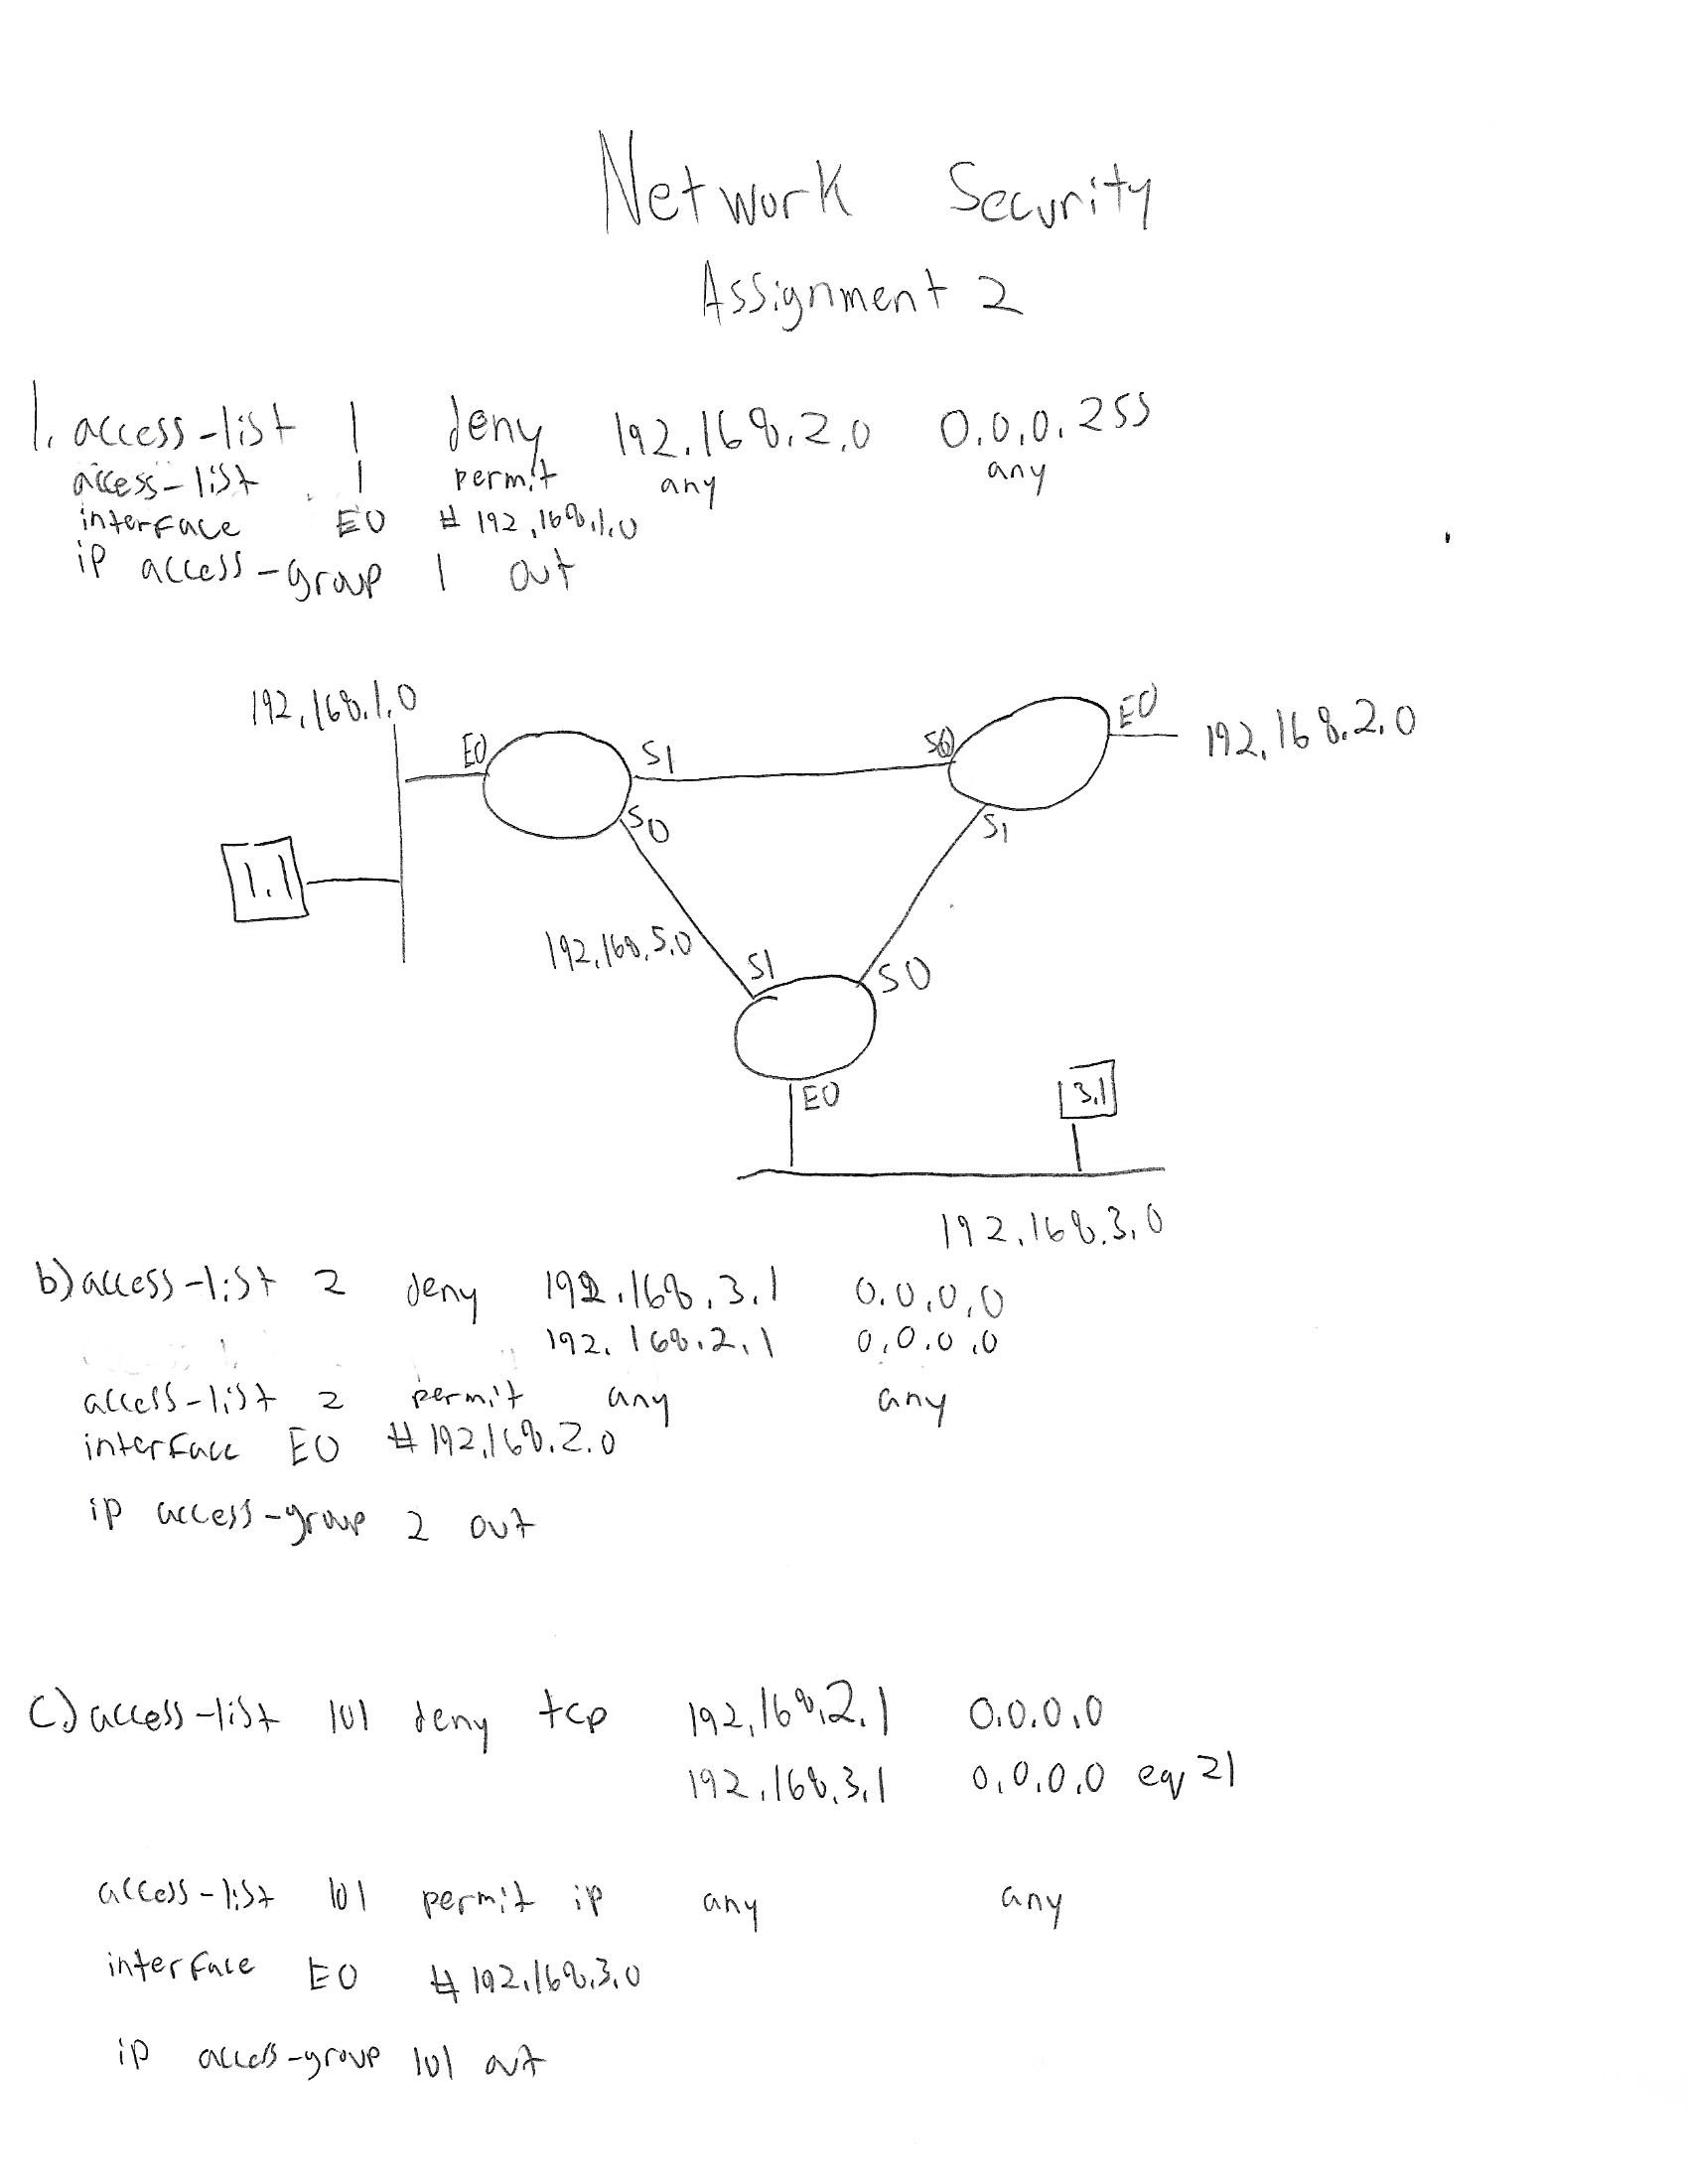 Network Security
Assignment 2
1. access-list 1 deny 192.168.2.0 0.0.0.255
access-list 1 permit any any
interface E0 # 192.168.1.0
ip access-group 1 out
192.168.1.0
E0
S1
S0
E0
192.168.2.0
S0
S1
1.1
192.168.5.0
S1
S0
E0
3.1
192.168.3.0
b) access-list 2 deny 192.168.3.1 0.0.0.0
192.168.2.1 0.0.0.0
access-list 2 permit any any
interface E0 # 192.168.2.0
ip access-group 2 out
c) access-list 101 deny tcp 192.168.2.1 0.0.0.0
192.168.3.1 0.0.0.0 eq 21
access-list 101 permit ip any any
interface E0 # 192.168.3.0
ip access-group 101 out